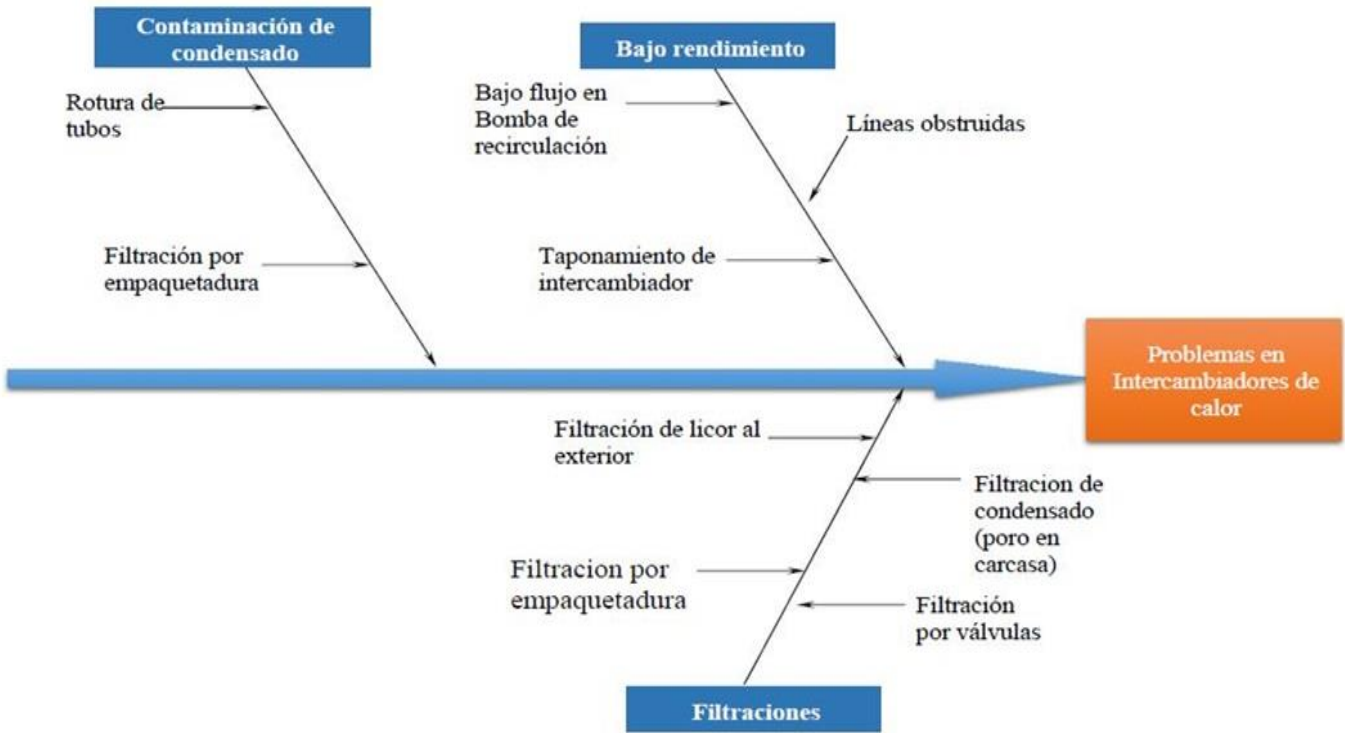 Contaminación de
condensado
Bajo rendimiento
Rotura de
tubos
Bajo flujo en
Bomba de
recirculación
Líneas obstruidas
Filtración por
empaquetadura
Taponamiento de
intercambiador
Problemas en
Intercambiadores de
calor
Filtración de licor al
exterior
Filtracion de
condensado
(poro en
carcasa)
Filtracion por
empaquetadura
Filtración
por válvulas
Filtraciones